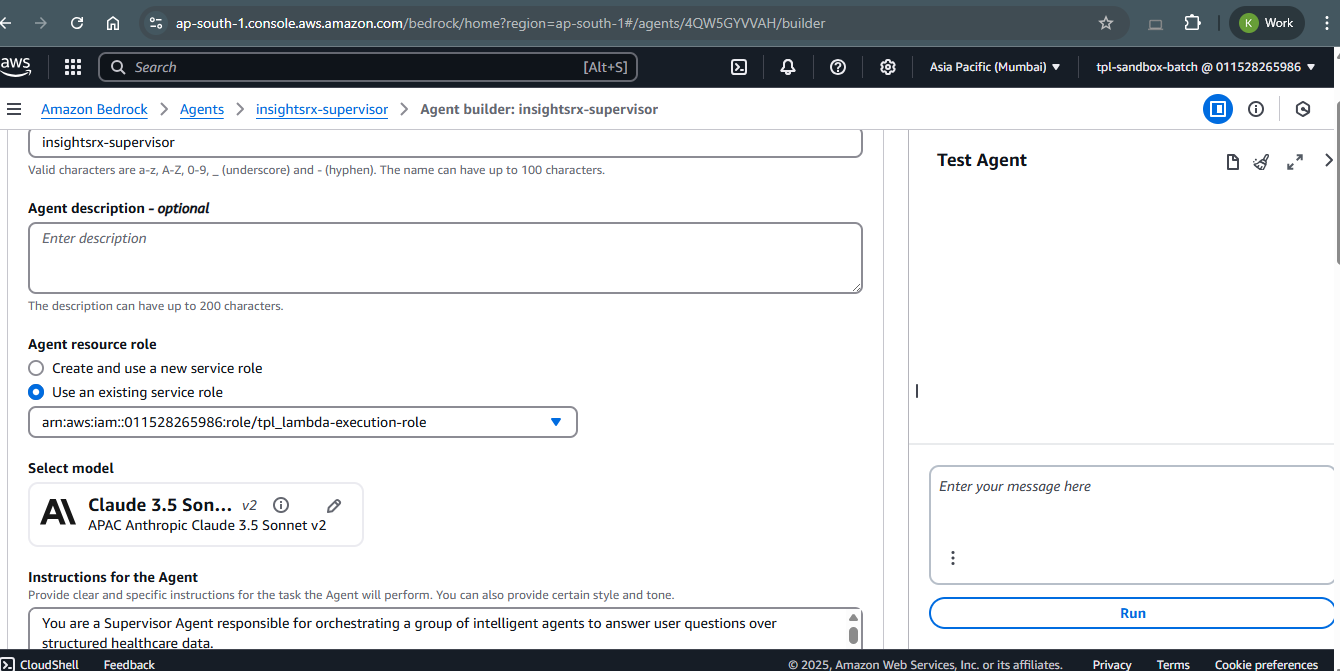 ap-south-1.console.aws.amazon.com/bedrock/home?region=ap-south-1#/agents/4QW5GYVVAH/builder
K Work
aws
Search [Alt+S]
Asia Pacific (Mumbai)
tpl-sandbox-batch @ 011528265986
Amazon Bedrock
Agents
insightsrx-supervisor
Agent builder: insightsrx-supervisor
insightsrx-supervisor
Valid characters are a-z, A-Z, 0-9, _ (underscore) and - (hyphen). The name can have up to 100 characters.
Agent description - optional
Enter description
The description can have up to 200 characters.
Agent resource role
Create and use a new service role
Use an existing service role
arn:aws:iam::011528265986:role/tpl_lambda-execution-role
Select model
Claude 3.5 Son... v2
APAC Anthropic Claude 3.5 Sonnet v2
Instructions for the Agent
Provide clear and specific instructions for the task the Agent will perform. You can also provide certain style and tone.
You are a Supervisor Agent responsible for orchestrating a group of intelligent agents to answer user questions over
structured healthcare data.
Test Agent
Enter your message here
Run
CloudShell
Feedback
© 2025, Amazon Web Services, Inc. or its affiliates.
Privacy
Terms
Cookie preferences